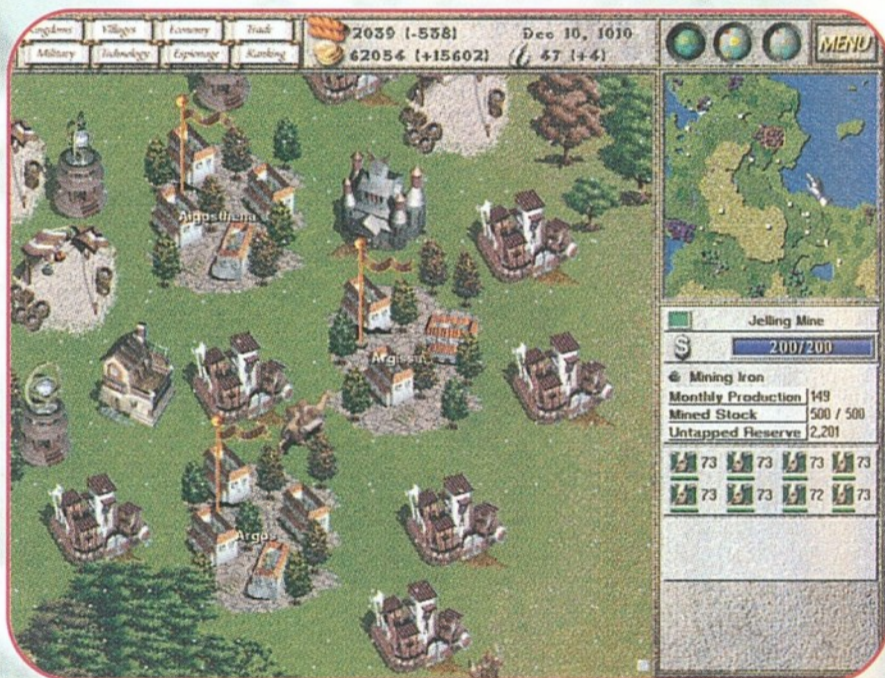 Kingdoms Villages Economy Trade
Military Technology Espionage Ranking
2039 (-538) Dec 10, 1010
62054 (+15602) 47 (+4)
MENU
Aigosthena
Argissa
Argos
Jelling Mine
200/200
Mining Iron
Monthly Production 149
Mined Stock 500 / 500
Untapped Reserve 2,201
73 73 73 73
73 73 72 73